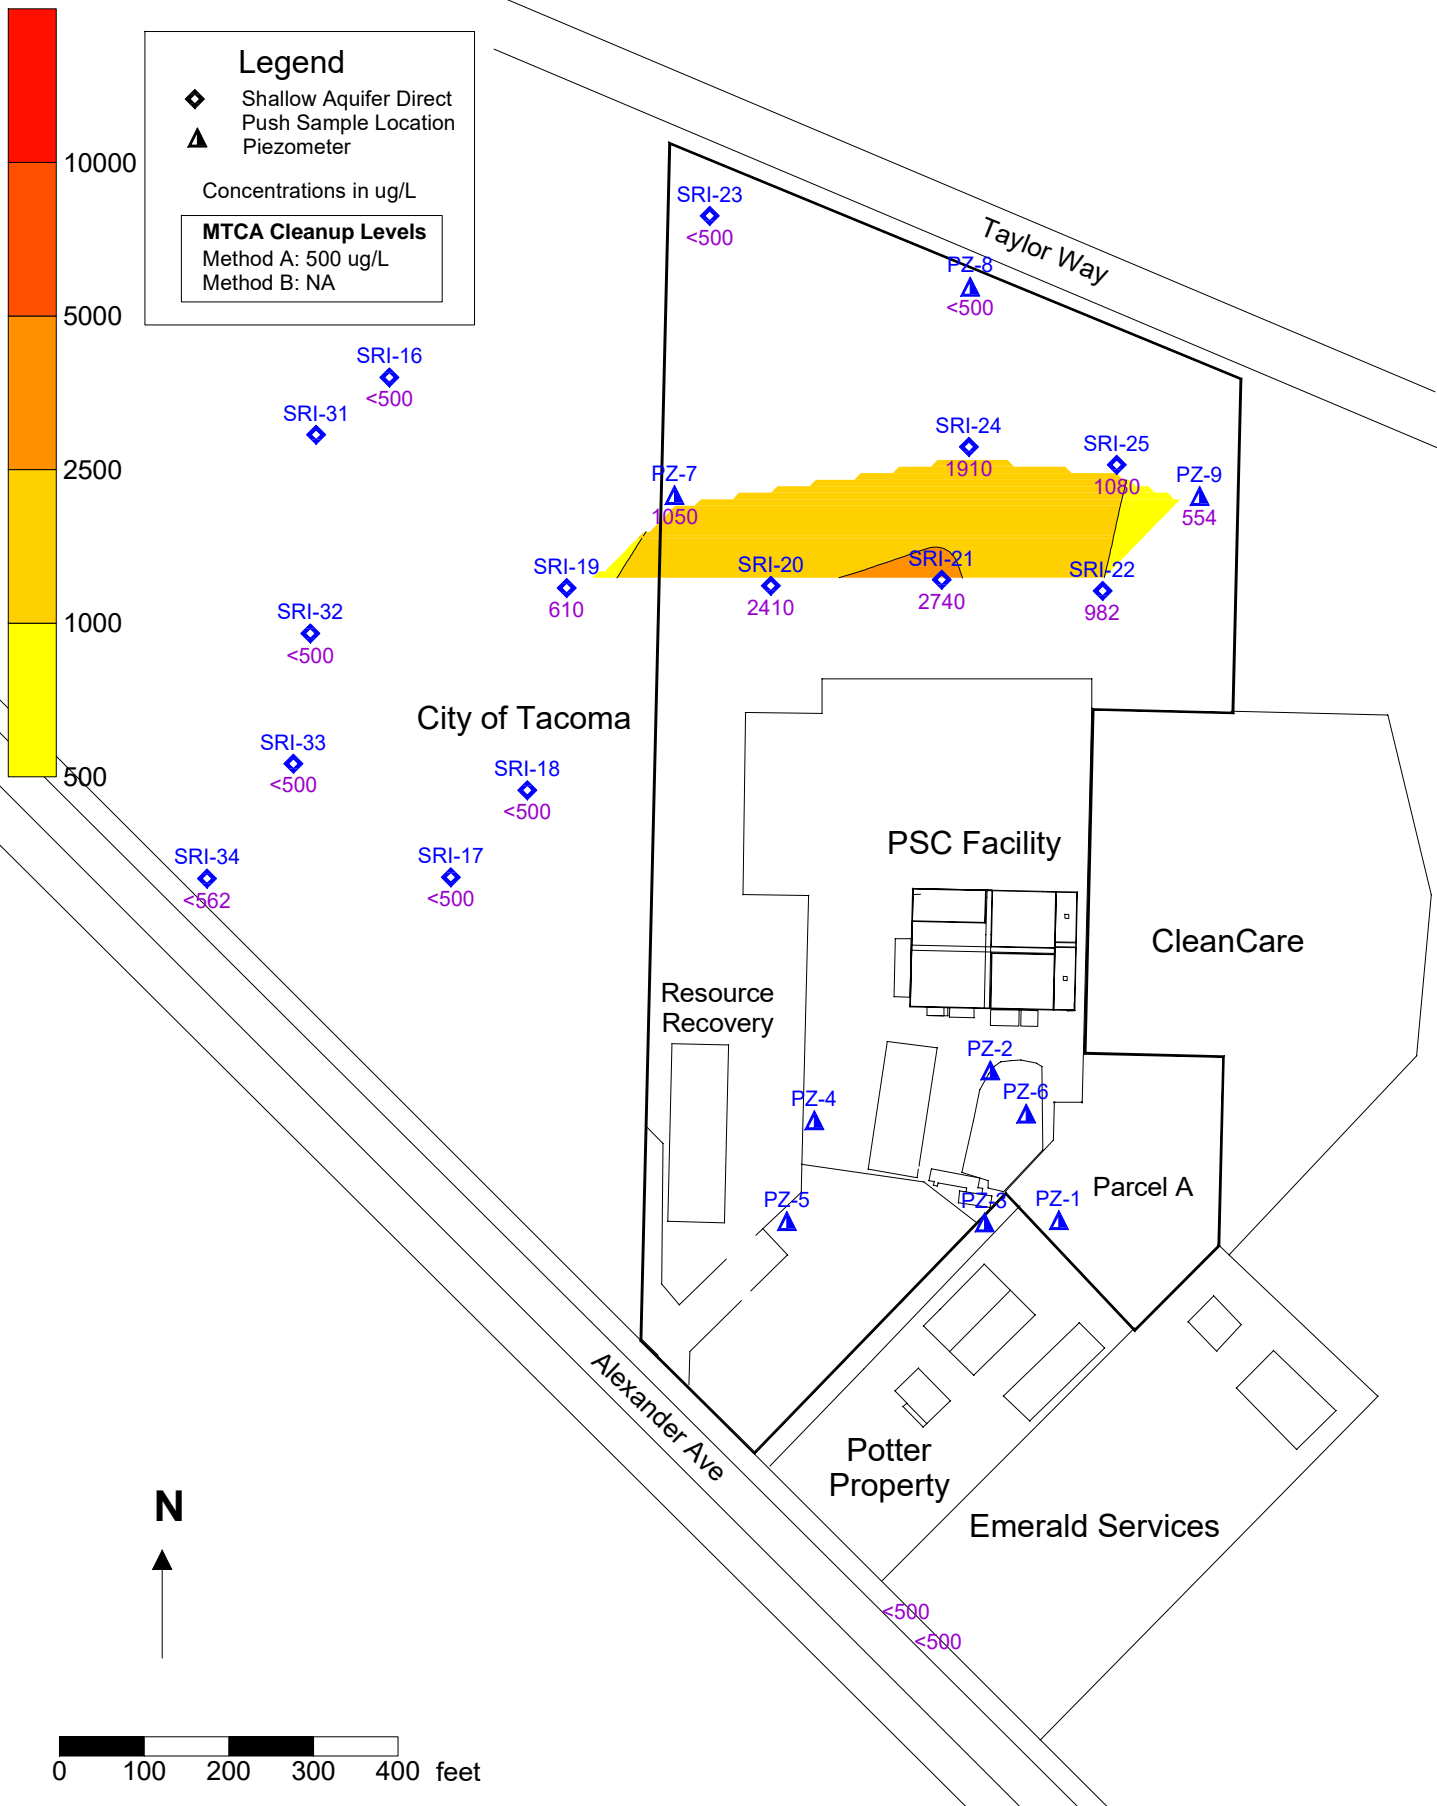 Legend
Shallow Aquifer Direct
Push Sample Location
Piezometer
Concentrations in ug/L
MTCA Cleanup Levels
Method A: 500 ug/L
Method B: NA
10000
5000
2500
1000
500
SRI-23
<500
Taylor Way
PZ-8
<500
SRI-16
<500
SRI-31
SRI-24
1910
SRI-25
1080
PZ-7
1050
PZ-9
554
SRI-19
610
SRI-20
2410
SRI-21
2740
SRI-22
982
SRI-32
<500
City of Tacoma
SRI-33
<500
SRI-18
<500
SRI-34
<562
SRI-17
<500
PSC Facility
CleanCare
Resource
Recovery
PZ-2
PZ-6
PZ-4
Parcel A
PZ-5
PZ-3
PZ-1
Alexander Ave
Potter
Property
Emerald Services
<500
<500
N
0 100 200 300 400 feet